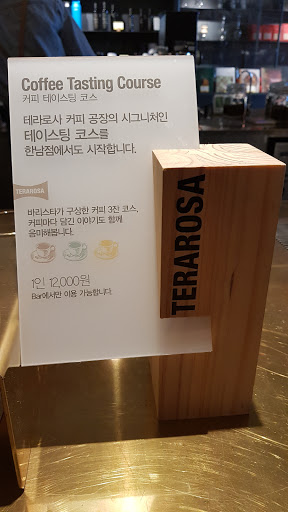 Coffee Tasting Course
커피 테이스팅 코스
테라로사 커피 공장의 시그니처인
테이스팅 코스를
한남점에서도 시작합니다.
TERAROSA
바리스타가 구상한 커피 3잔 코스,
커피마다 담긴 이야기도 함께
음미해봅니다.
1인 12,000원
Bar에서만 이용 가능합니다.
TERAROSA